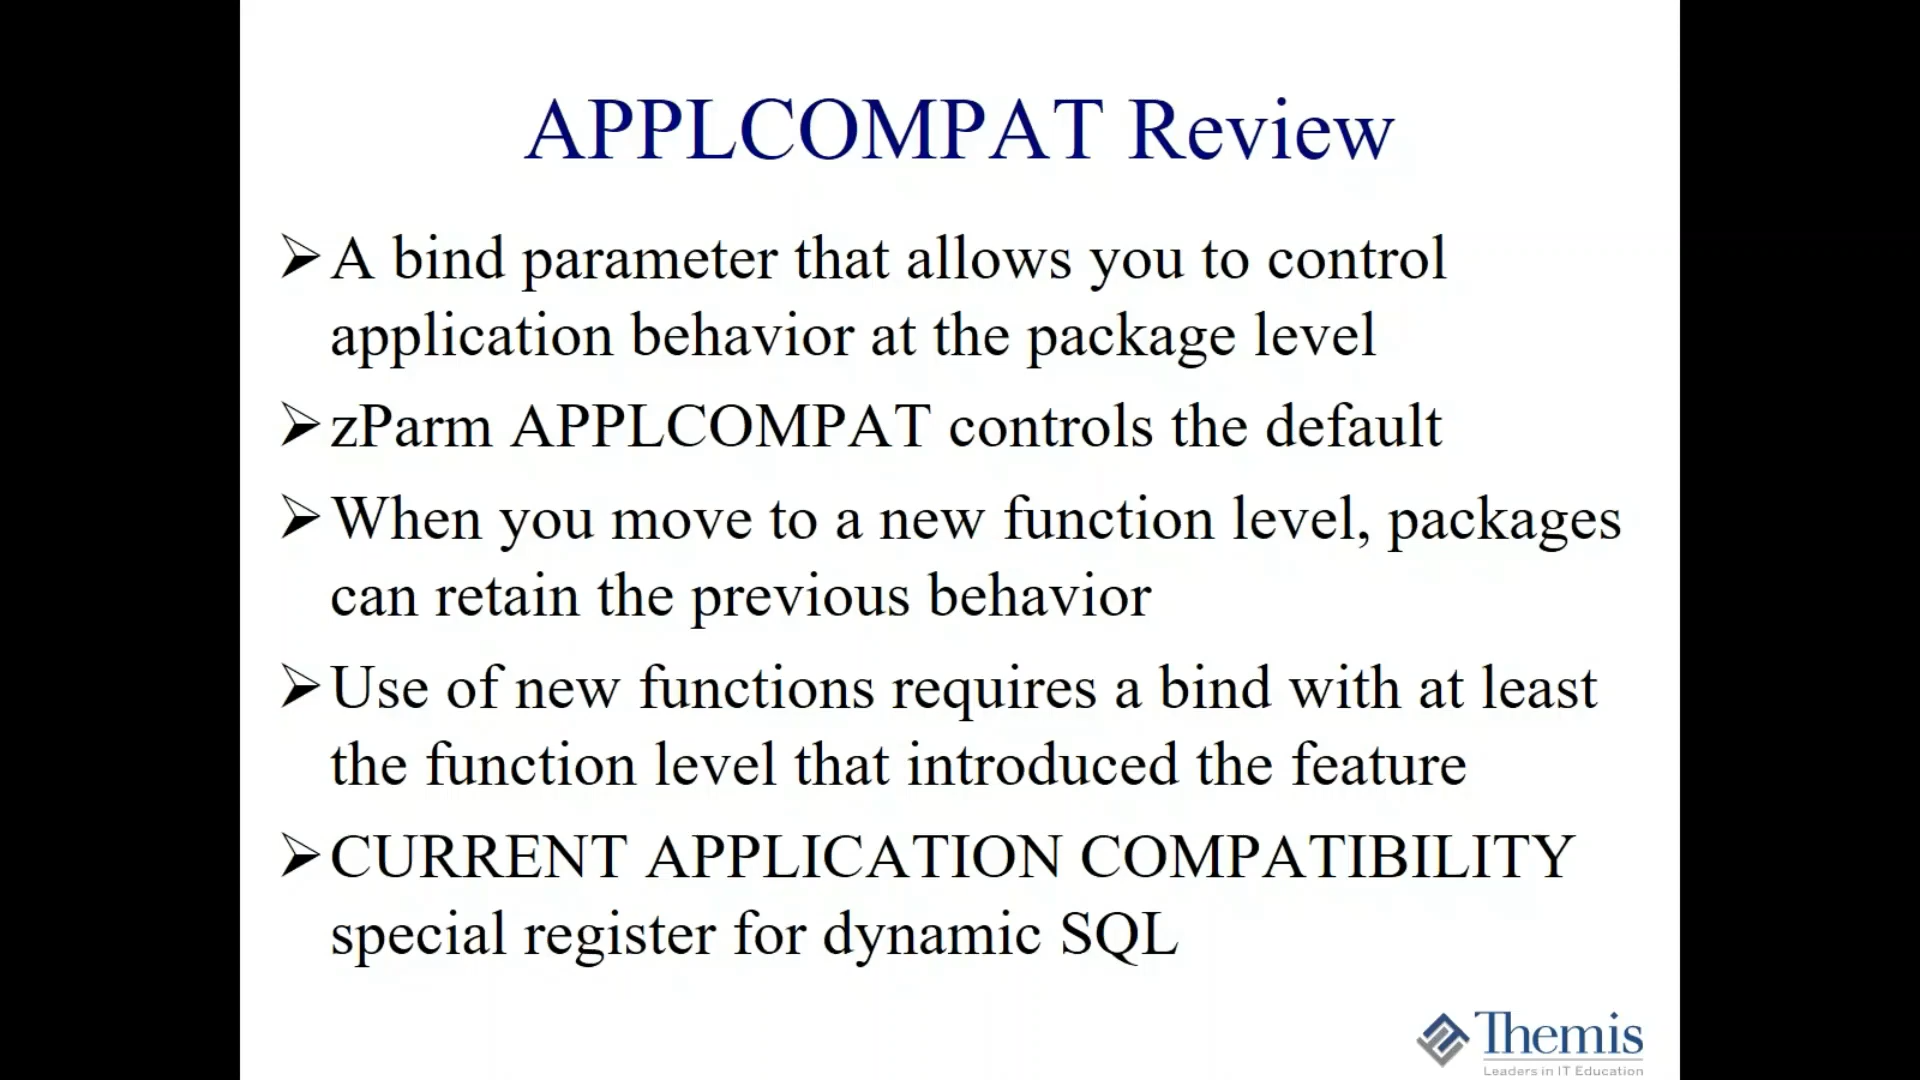 APPLCOMPAT Review
➢A bind parameter that allows you to control
application behavior at the package level
➢zParm APPLCOMPAT controls the default
➢When you move to a new function level, packages
can retain the previous behavior
➢Use of new functions requires a bind with at least
the function level that introduced the feature
➢CURRENT APPLICATION COMPATIBILITY
special register for dynamic SQL
Themis
Leaders in IT Education